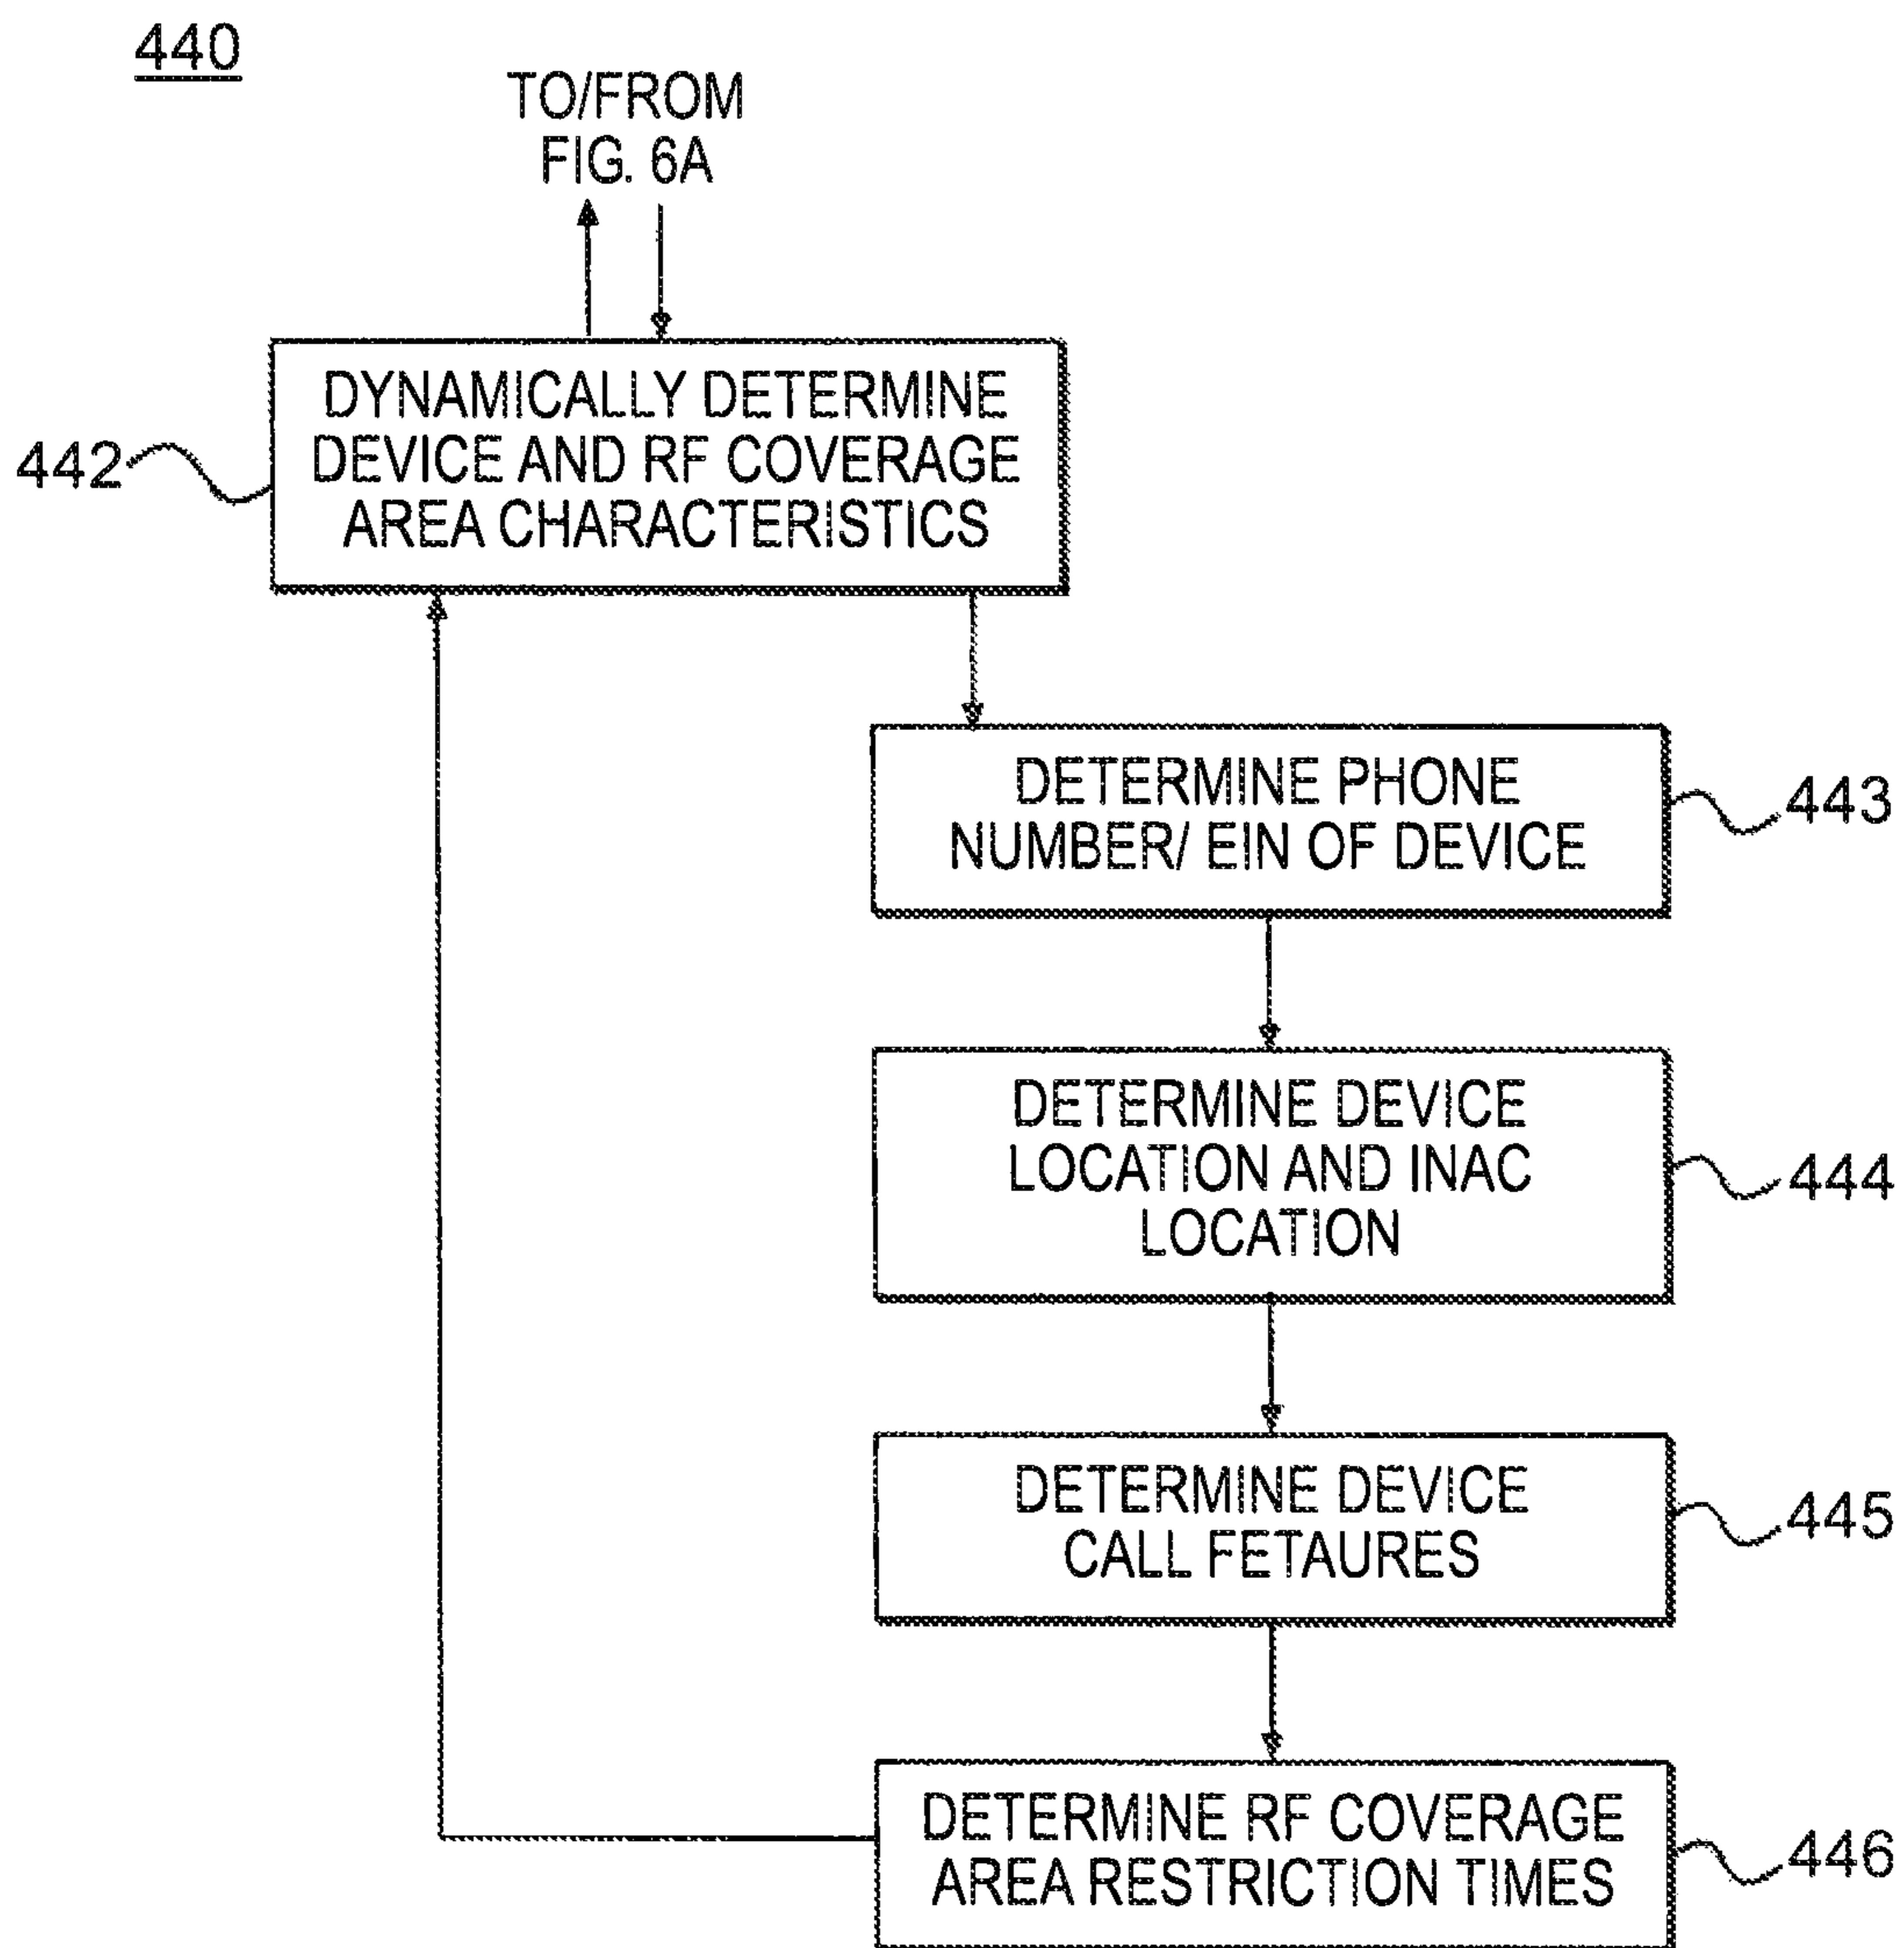 440
TO/FROM
FIG. 6A
442
DYNAMICALLY DETERMINE
DEVICE AND RF COVERAGE
AREA CHARACTERISTICS
DETERMINE PHONE
NUMBER/ EIN OF DEVICE
443
DETERMINE DEVICE
LOCATION AND INAC
LOCATION
444
DETERMINE DEVICE
CALL FETAURES
445
DETERMINE RF COVERAGE
AREA RESTRICTION TIMES
446